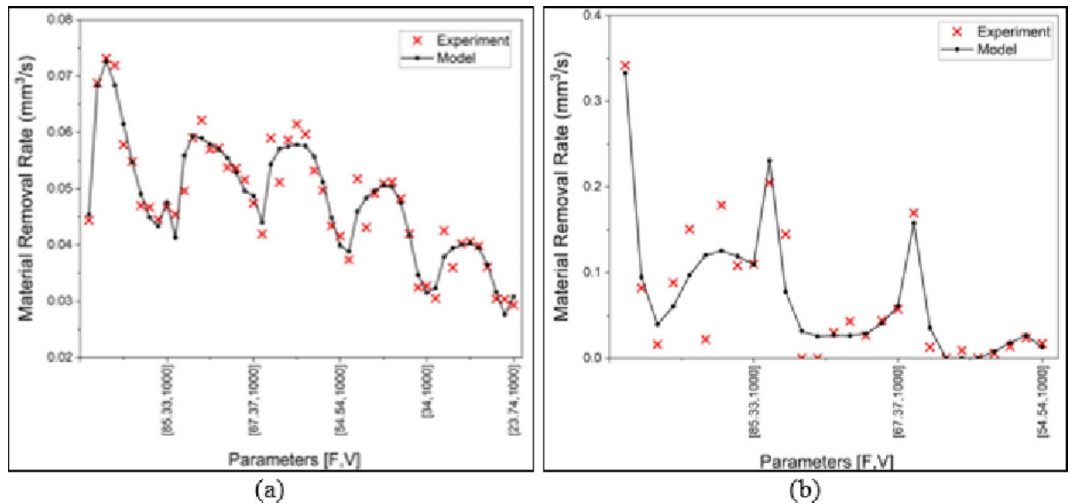 0.08
0.07
0.06
0.05
0.04
0.03
0.02
Material Removal Rate (mm³/s)
Experiment
Model
[85.33,1000]
[67.37,1000]
[54.54,1000]
[34,1000]
[23.74,1000]
Parameters [F,V]
(a)
0.4
0.3
0.2
0.1
0.0
Material Removal Rate (mm³/s)
Experiment
Model
[85.33,1000]
[67.37,1000]
[54.54,1000]
Parameters [F,V]
(b)